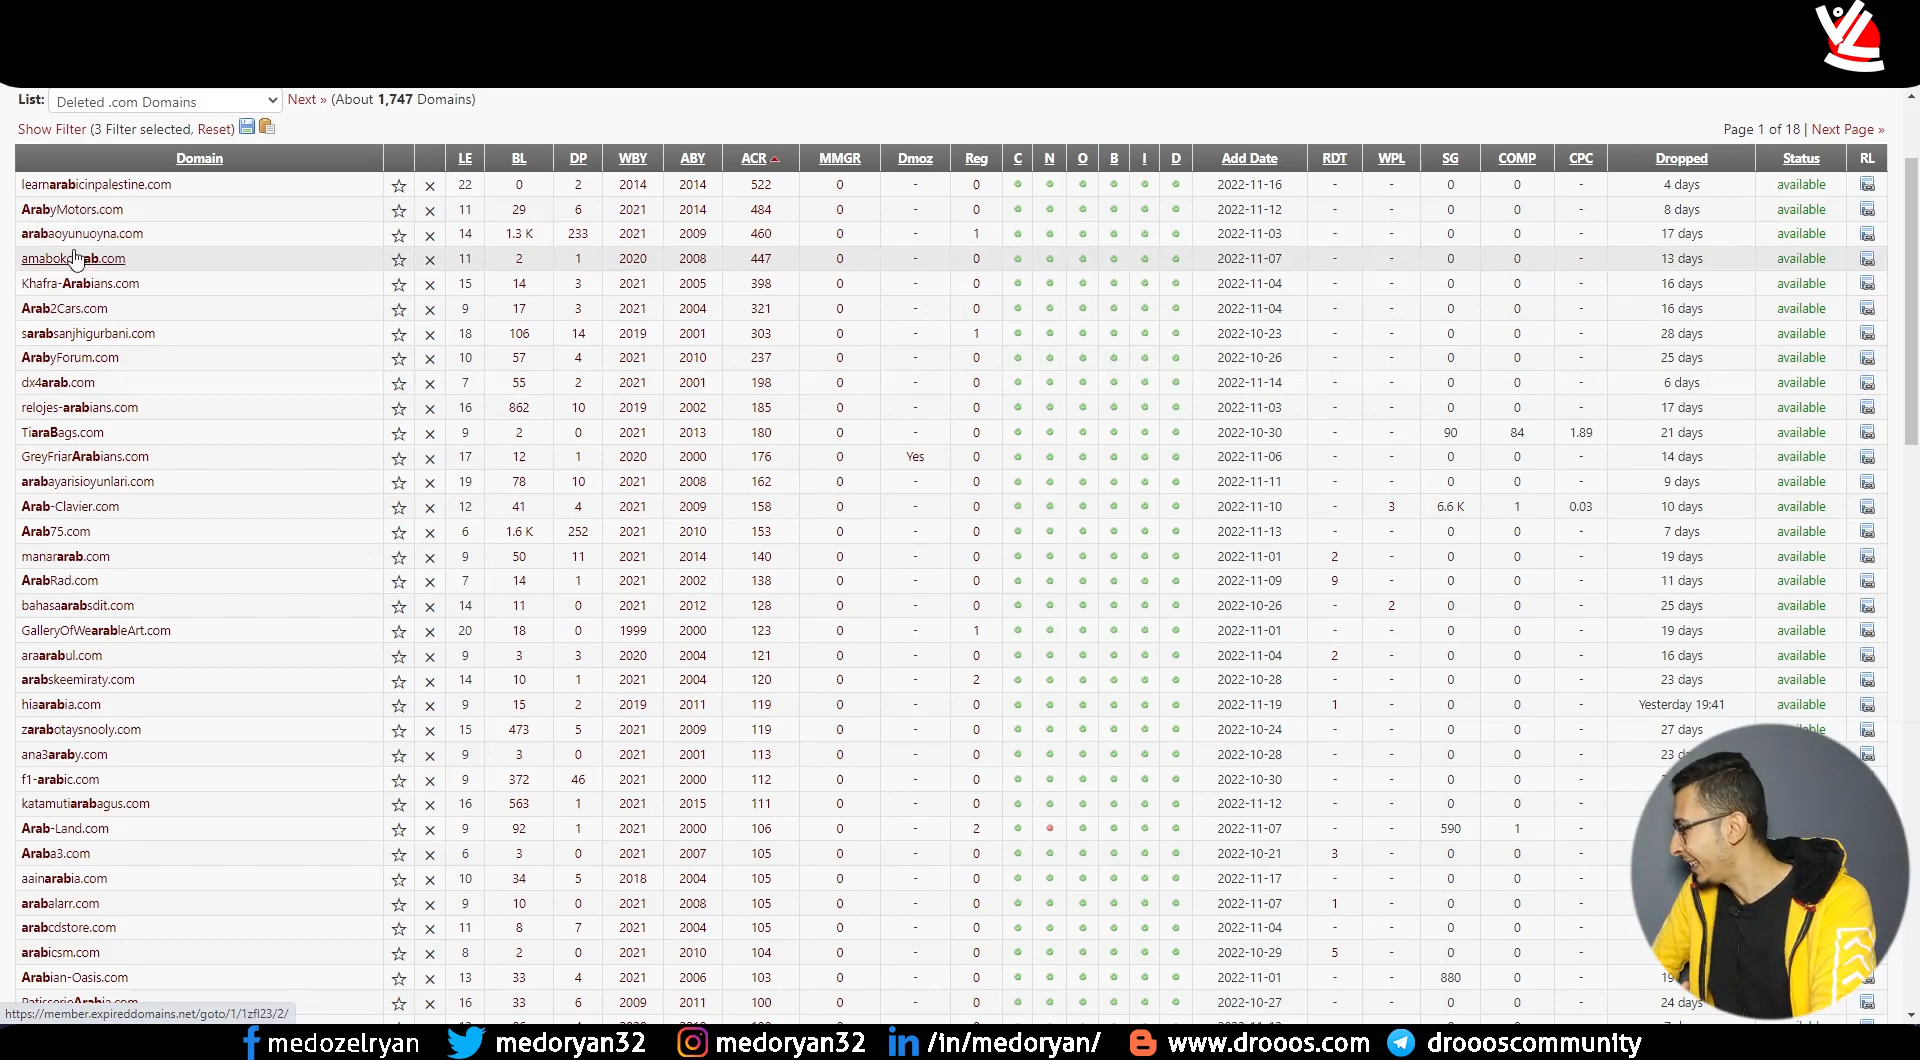 List: Deleted .com Domains Next » (About 1,747 Domains)
Show Filter (3 Filter selected, Reset) Page 1 of 18 | Next Page »
Domain LE BL DP WBY ABY ACR MMGR Dmoz Reg C N O B I D Add Date RDT WPL SG COMP CPC Dropped Status RL
learnarabicinpalestine.com 22 0 2 2014 2014 522 0 - 0 2022-11-16 - - 0 0 - 4 days available
ArabyMotors.com 11 29 6 2021 2014 484 0 - 0 2022-11-12 - - 0 0 - 8 days available
arabaoyunuoyna.com 14 1.3 K 233 2021 2009 460 0 - 1 2022-11-03 - - 0 0 - 17 days available
11 2 1 2020 2008 447 0 - 0 2022-11-07 - - 0 0 - 13 days available
Khafra-Arabians.com 15 14 3 2021 2005 398 0 - 0 2022-11-04 - - 0 0 - 16 days available
Arab2Cars.com 9 17 3 2021 2004 321 0 - 0 2022-11-04 - - 0 0 - 16 days available
sarabsanjhigurbani.com 18 106 14 2019 2001 303 0 - 1 2022-10-23 - - 0 0 - 28 days available
ArabyForum.com 10 57 4 2021 2010 237 0 - 0 2022-10-26 - - 0 0 - 25 days available
dx4arab.com 7 55 2 2021 2001 198 0 - 0 2022-11-14 - - 0 0 - 6 days available
relojes-arabians.com 16 862 10 2019 2002 185 0 - 0 2022-11-03 - - 0 0 - 17 days available
TiaraBags.com 9 2 0 2021 2013 180 0 - 0 2022-10-30 - - 90 84 1.89 21 days available
GreyFriarArabians.com 17 12 1 2020 2000 176 0 Yes 0 2022-11-06 - - 0 0 - 14 days available
arabayarisioyunlari.com 19 78 10 2021 2008 162 0 - 0 2022-11-11 - - 0 0 - 9 days available
Arab-Clavier.com 12 41 4 2021 2009 158 0 - 0 2022-11-10 - 3 6.6 K 1 0.03 10 days available
Arab75.com 6 1.6 K 252 2021 2010 153 0 - 0 2022-11-13 - - 0 0 - 7 days available
manararab.com 9 50 11 2021 2014 140 0 - 0 2022-11-01 2 - 0 0 - 19 days available
ArabRad.com 7 14 1 2021 2002 138 0 - 0 2022-11-09 9 - 0 0 - 11 days available
bahasaarabsdit.com 14 11 0 2021 2012 128 0 - 0 2022-10-26 - 2 0 0 - 25 days available
GalleryOfWearableArt.com 20 18 0 1999 2000 123 0 - 1 2022-11-01 - - 0 0 - 19 days available
araarabul.com 9 3 3 2020 2004 121 0 - 0 2022-11-04 2 - 0 0 - 16 days available
arabskeemiraty.com 14 10 1 2021 2004 120 0 - 2 2022-10-28 - - 0 0 - 23 days available
hiaarabia.com 9 15 2 2019 2011 119 0 - 0 2022-11-19 1 - 0 0 - Yesterday 19:41 available
zarabotaysnooly.com 15 473 5 2021 2009 119 0 - 0 2022-10-24 - - 0 0 - 27 days available
ana3araby.com 9 3 0 2021 2001 113 0 - 0 2022-10-28 - - 0 0 - 23
f1-arabic.com 9 372 46 2021 2000 112 0 - 0 2022-10-30 - - 0 0 -
katamutiarabagus.com 16 563 1 2021 2015 111 0 - 0 2022-11-12 - - 0 0 -
Arab-Land.com 9 92 1 2021 2000 106 0 - 2 2022-11-07 - - 590 1 -
Araba3.com 6 3 0 2021 2007 105 0 - 0 2022-10-21 3 - 0 0 -
aainarabia.com 10 34 5 2018 2004 105 0 - 0 2022-11-17 - - 0 0 -
arabalarr.com 9 10 0 2021 2008 105 0 - 0 2022-11-07 1 - 0 0 -
arabcdstore.com 11 8 7 2021 2004 105 0 - 0 2022-11-04 - - 0 0 -
arabicsm.com 8 2 0 2021 2010 104 0 - 0 2022-10-29 5 - 0 0 -
Arabian-Oasis.com 13 33 4 2021 2006 103 0 - 0 2022-11-01 - - 880 0 -
PatisserieArabia.com 16 33 6 2009 2011 100 0 - 0 2022-10-27 - - 0 0 - 24 days available
https://member.expireddomains.net/goto/1/1zfl23/2/
medozelryan medoryan32 medoryan32 /in/medoryan/ www.drooos.com droooscommunity